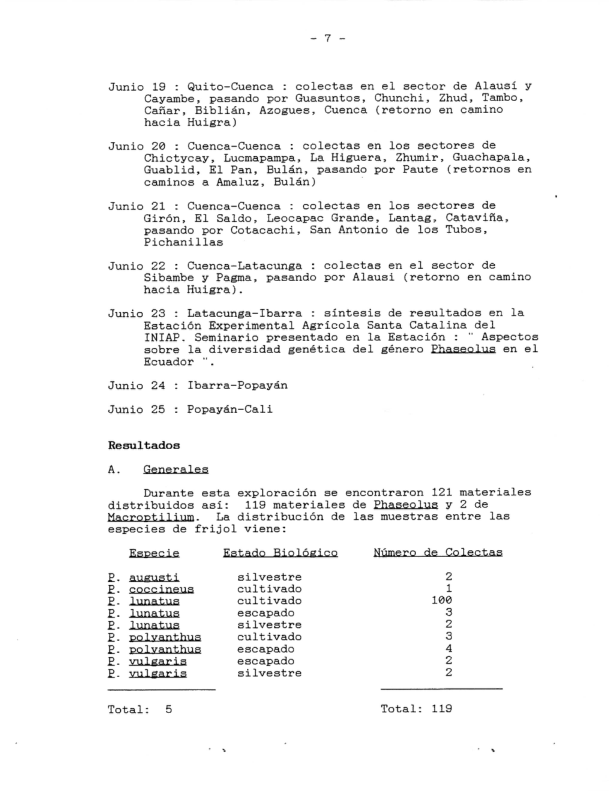 - 7 -
Junio 19 : Quito-Cuenca : colectas en el sector de Alausí y
Cayambe, pasando por Guasuntos, Chunchi, Zhud, Tambo,
Cañar, Biblián, Azogues, Cuenca (retorno en camino
hacia Huigra)
Junio 20 : Cuenca-Cuenca : colectas en los sectores de
Chictycay, Lucmapampa, La Higuera, Zhumir, Guachapala,
Guablid, El Pan, Bulán, pasando por Paute (retornos en
caminos a Amaluz, Bulán)
Junio 21 : Cuenca-Cuenca : colectas en los sectores de
Girón, El Saldo, Leocapac Grande, Lantag, Cataviña,
pasando por Cotacachi, San Antonio de los Tubos,
Pichanillas
Junio 22 : Cuenca-Latacunga : colectas en el sector de
Sibambe y Pagma, pasando por Alausi (retorno en camino
hacia Huigra).
Junio 23 : Latacunga-Ibarra : síntesis de resultados en la
Estación Experimental Agrícola Santa Catalina del
INIAP. Seminario presentado en la Estación : " Aspectos
sobre la diversidad genética del género Phaseolus en el
Ecuador ".
Junio 24 : Ibarra-Popayán
Junio 25 : Popayán-Cali
Resultados
A. Generales
Durante esta exploración se encontraron 121 materiales
distribuidos así: 119 materiales de Phaseolus y 2 de
Macroptilium. La distribución de las muestras entre las
especies de frijol viene:
Especie Estado Biológico Número de Colectas
P. augusti silvestre 2
P. coccineus cultivado 1
P. lunatus cultivado 100
P. lunatus escapado 3
P. lunatus silvestre 2
P. polyanthus cultivado 3
P. polyanthus escapado 4
P. vulgaris escapado 2
P. vulgaris silvestre 2
Total: 5 Total: 119